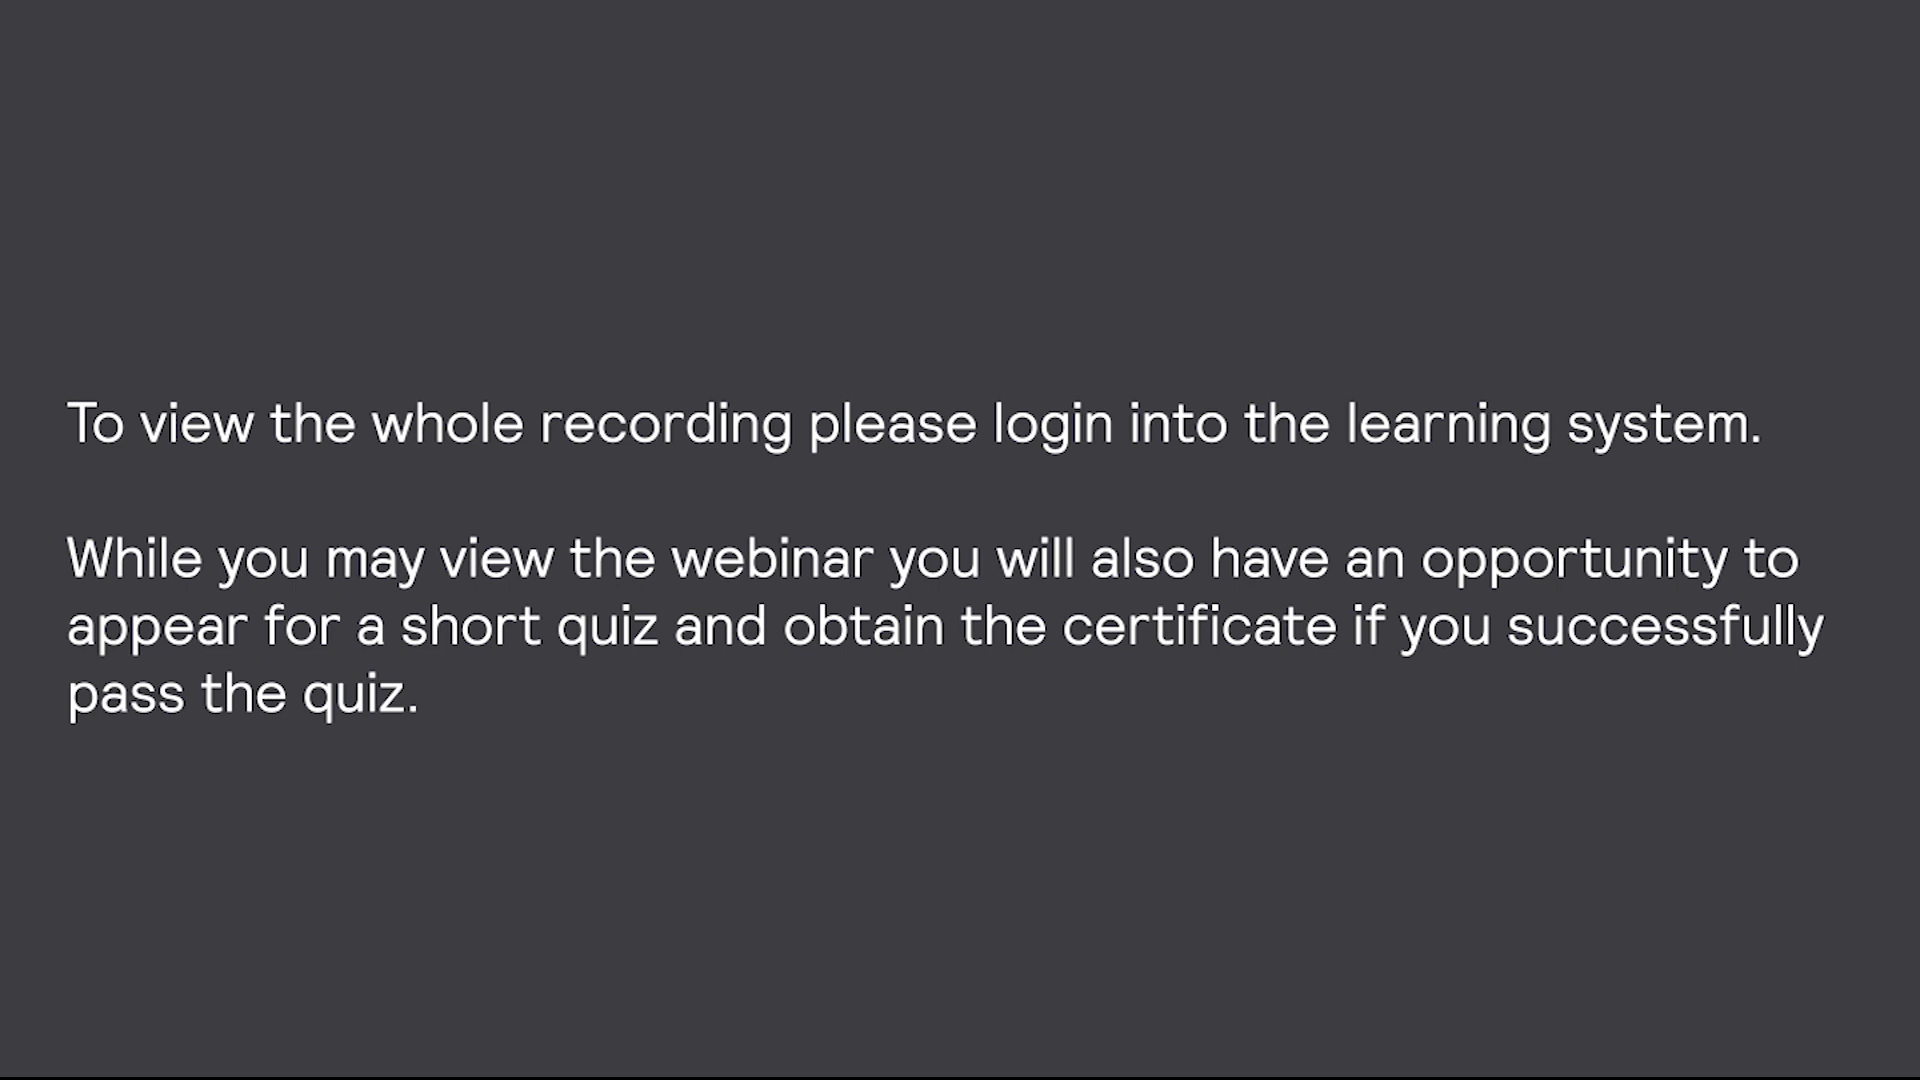 To view the whole recording please login into the learning system.
While you may view the webinar you will also have an opportunity to
appear for a short quiz and obtain the certificate if you successfully
pass the quiz.